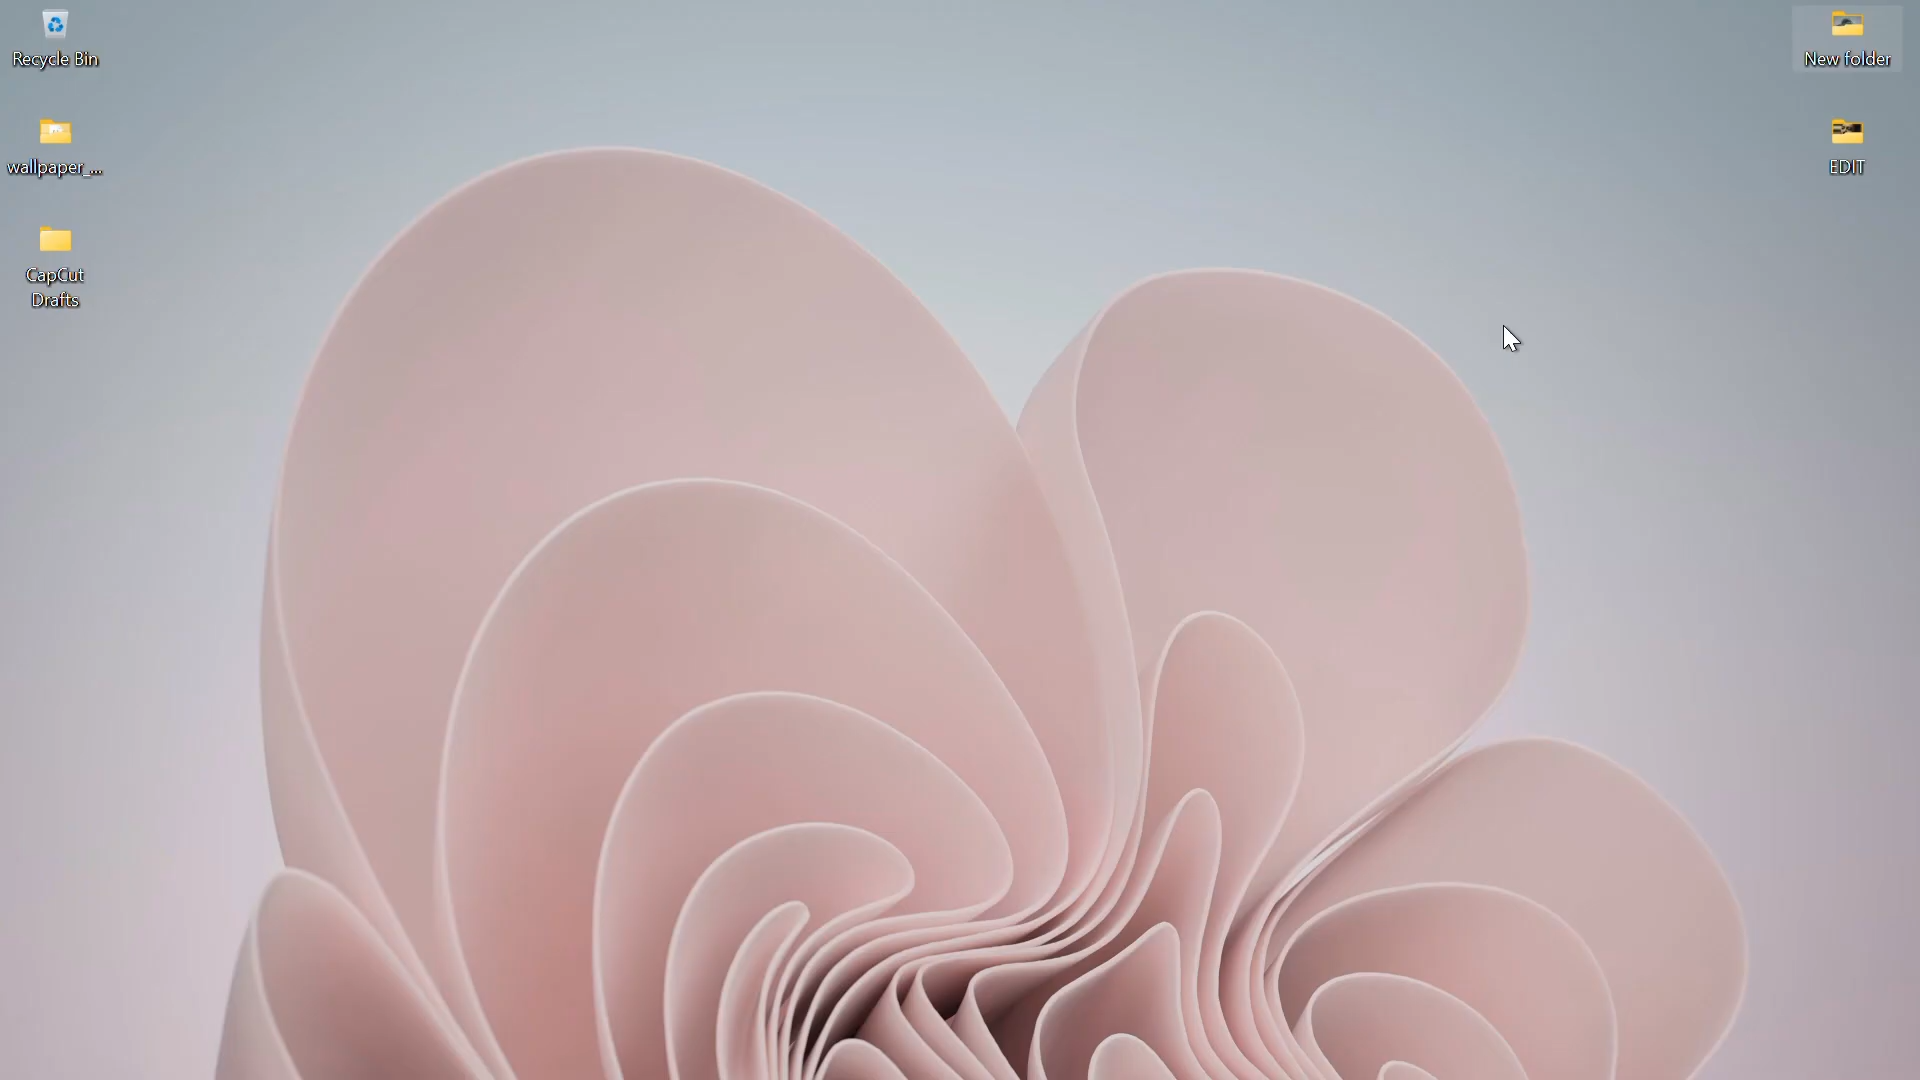 Recycle Bin
New folder
wallpaper_...
EDIT
CapCut
Drafts